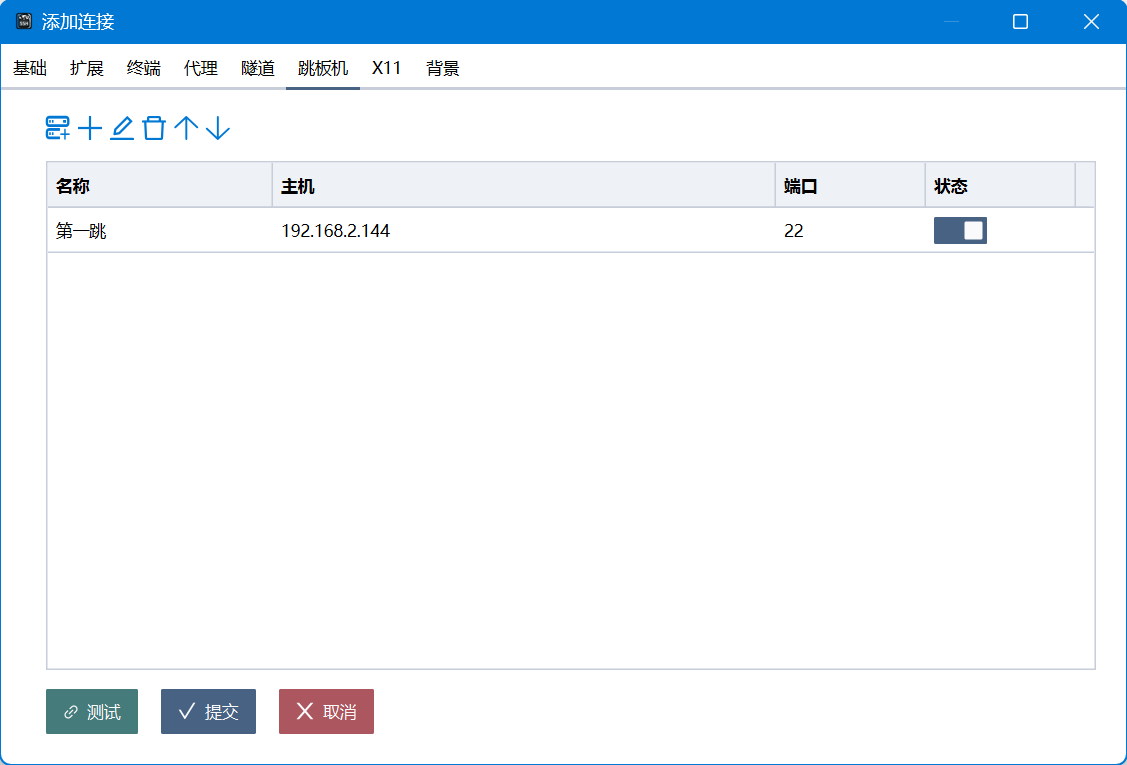 添加连接
基础 扩展 终端 代理 隧道 跳板机 X11 背景
名称 主机 端口 状态
第一跳 192.168.2.144 22
测试 提交 取消